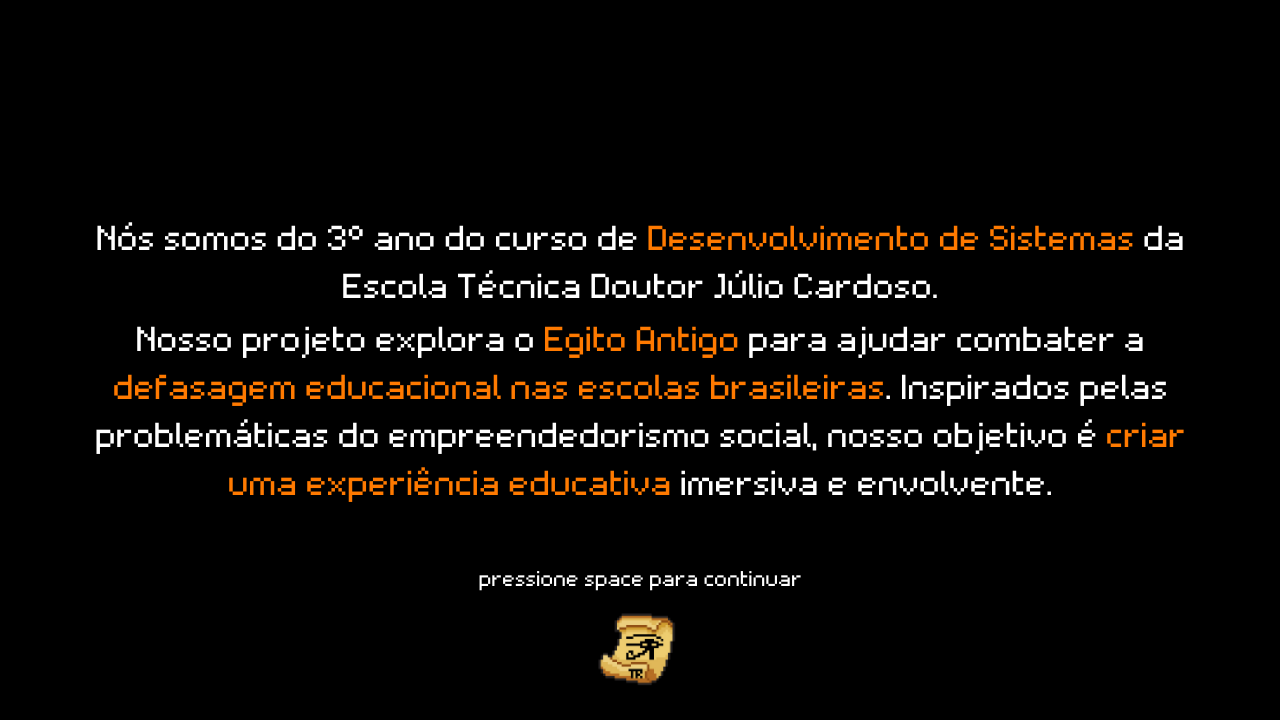 Nós somos do 3º ano do curso de Desenvolvimento de Sistemas da
Escola Técnica Doutor Júlio Cardoso.
Nosso projeto explora o Egito Antigo para ajudar combater a
defasagem educacional nas escolas brasileiras. Inspirados pelas
problemáticas do empreendedorismo social, nosso objetivo é criar
uma experiência educativa imersiva e envolvente.
pressione space para continuar
TR